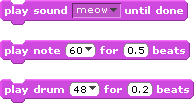 play sound meow until done
play note 60 for 0.5 beats
play drum 48 for 0.2 beats